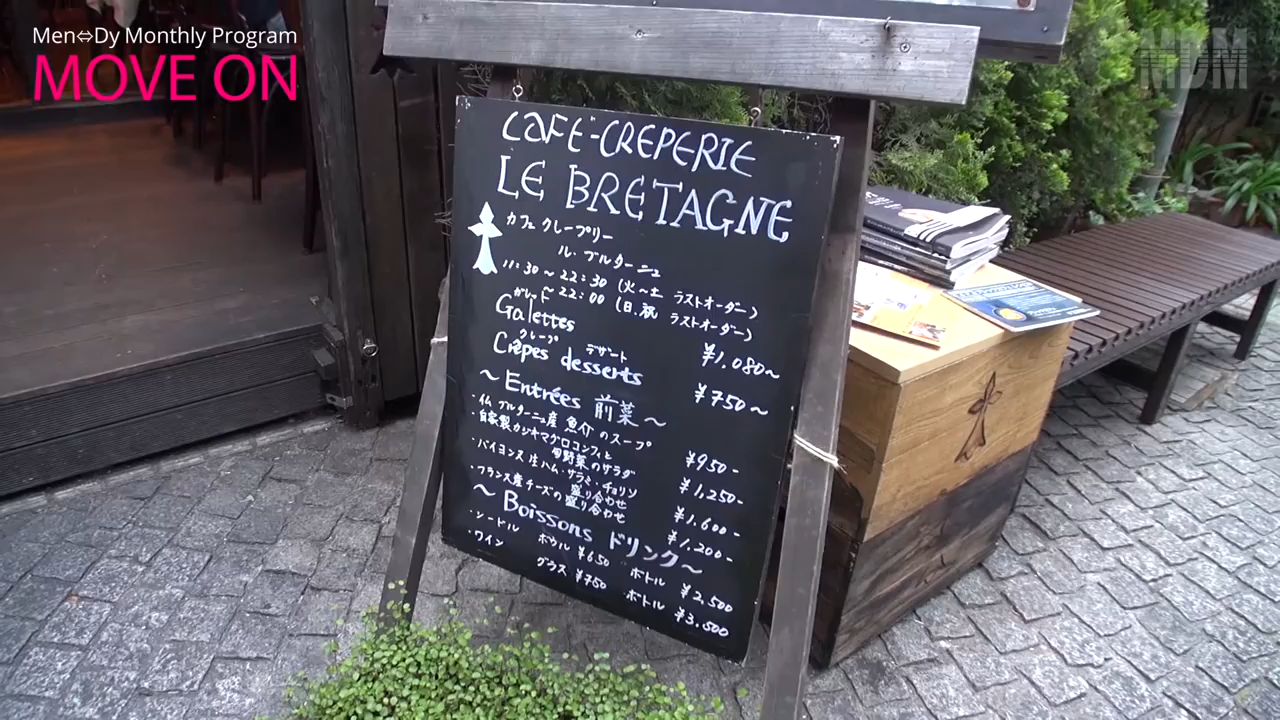 Men⇔Dy Monthly Program
MOVE ON
MDM
CAFE-CREPERIE
LE BRETAGNE
カフェ クレープリー
ル・ブルターニュ
11:30～22:30 (火～土 ラストオーダー)
～22:00 (日、祝 ラストオーダー)
ガレット
Galettes ¥1,080～
クレープ デザート
Crêpes desserts ¥750～
～Entrées 前菜～
ブルターニュ産 魚介のスープ ¥950-
・自家製カジキマグロコンフィと
野菜のサラダ ¥1,250-
・バイヨンヌ生ハム・サラミ・チョリソ
盛り合わせ ¥1,600-
・フランス産チーズの盛り合わせ ¥1,200-
～Boissons ドリンク～
・シードル ボウル ¥650 ボトル ¥2,500
・ワイン グラス ¥750 ボトル ¥3,500